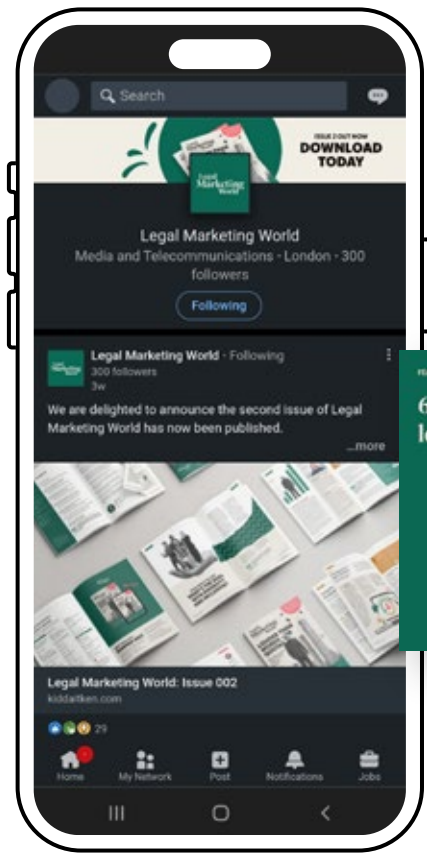 Search
ISSUE 2 OUT NOW
DOWNLOAD
TODAY
Legal
Marketing
World
Legal Marketing World
Media and Telecommunications - London - 300
followers
Following
Legal Marketing World · Following
300 followers
3w
We are delighted to announce the second issue of Legal
Marketing World has now been published.
...more
Legal Marketing World: Issue 002
kiddaitken.com
29
Home
My Network
Post
Notifications
Jobs